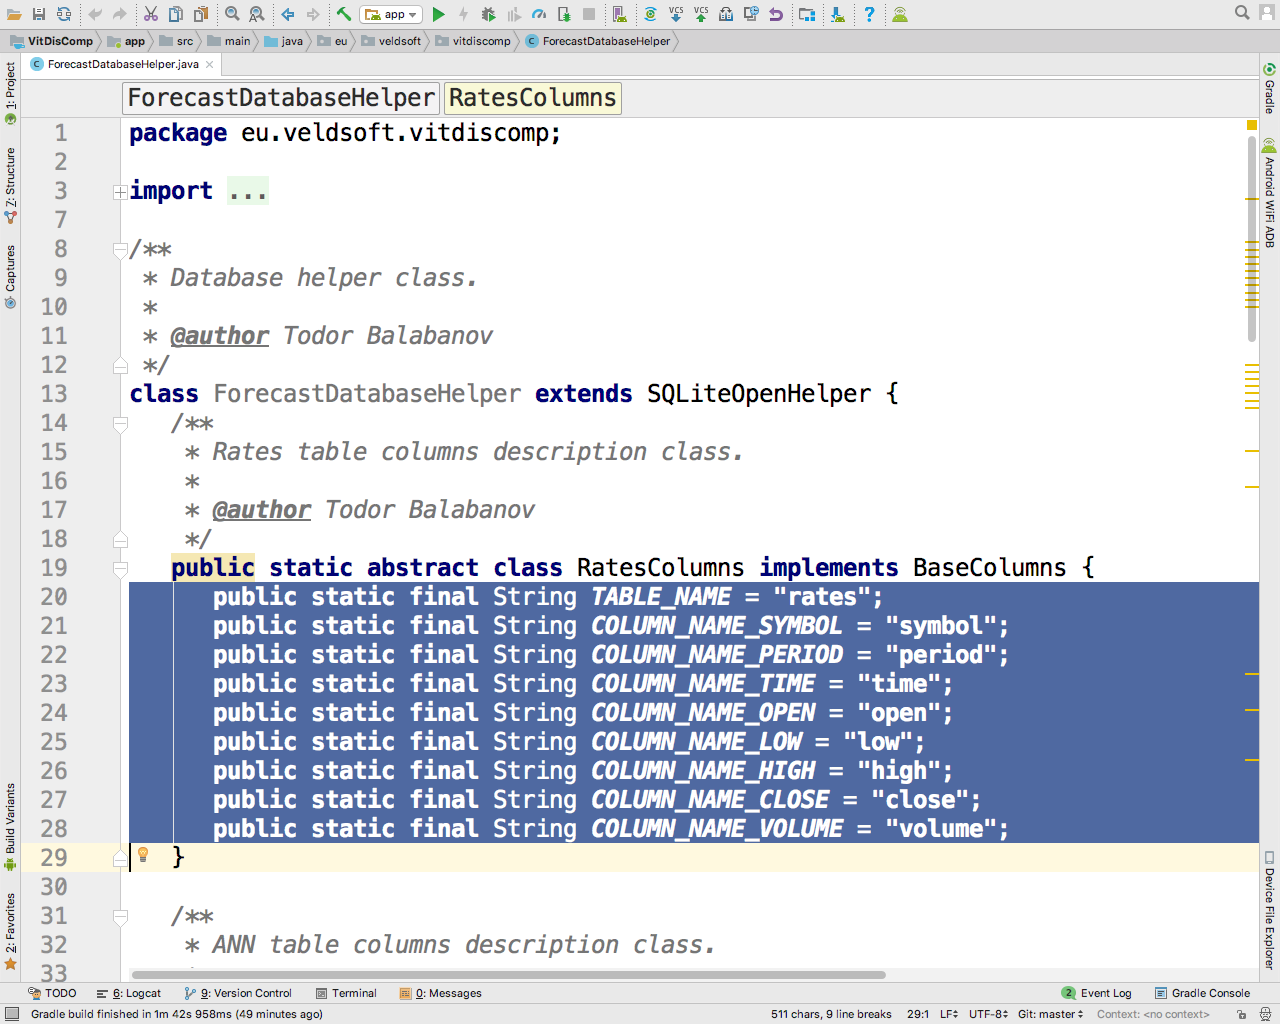 app
VCS VCS
VitDisComp app src main java eu veldsoft vitdiscomp ForecastDatabaseHelper
ForecastDatabaseHelper.java
ForecastDatabaseHelper RatesColumns
1 package eu.veldsoft.vitdiscomp;
2
3 import ...
7
8 /**
9 * Database helper class.
10 *
11 * @author Todor Balabanov
12 */
13 class ForecastDatabaseHelper extends SQLiteOpenHelper {
14 /**
15 * Rates table columns description class.
16 *
17 * @author Todor Balabanov
18 */
19 public static abstract class RatesColumns implements BaseColumns {
20 public static final String TABLE_NAME = "rates";
21 public static final String COLUMN_NAME_SYMBOL = "symbol";
22 public static final String COLUMN_NAME_PERIOD = "period";
23 public static final String COLUMN_NAME_TIME = "time";
24 public static final String COLUMN_NAME_OPEN = "open";
25 public static final String COLUMN_NAME_LOW = "low";
26 public static final String COLUMN_NAME_HIGH = "high";
27 public static final String COLUMN_NAME_CLOSE = "close";
28 public static final String COLUMN_NAME_VOLUME = "volume";
29 }
30
31 /**
32 * ANN table columns description class.
33
1: Project
7: Structure
Captures
Build Variants
2: Favorites
Gradle
Android WiFi ADB
Device File Explorer
TODO 6: Logcat 9: Version Control Terminal 0: Messages 2 Event Log Gradle Console
Gradle build finished in 1m 42s 958ms (49 minutes ago) 511 chars, 9 line breaks 29:1 LF UTF-8 Git: master Context: <no context>